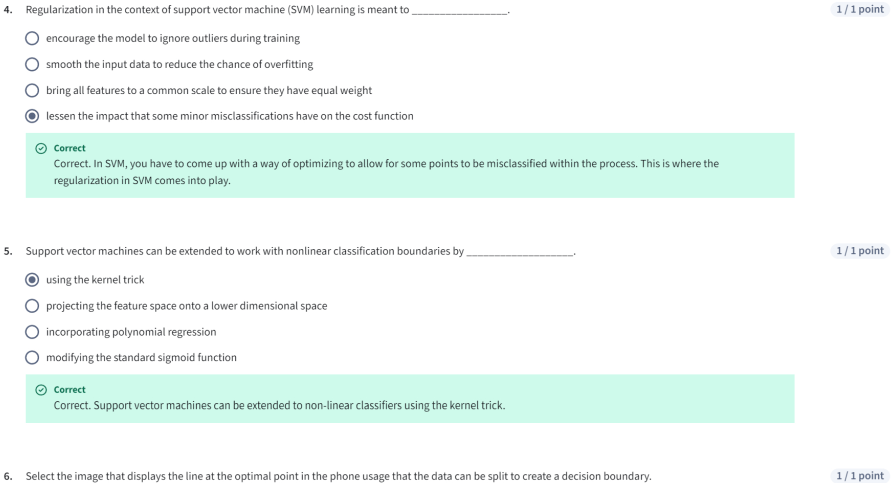 4. Regularization in the context of support vector machine (SVM) learning is meant to _________________. 1 / 1 point
encourage the model to ignore outliers during training
smooth the input data to reduce the chance of overfitting
bring all features to a common scale to ensure they have equal weight
lessen the impact that some minor misclassifications have on the cost function
Correct
Correct. In SVM, you have to come up with a way of optimizing to allow for some points to be misclassified within the process. This is where the
regularization in SVM comes into play.
5. Support vector machines can be extended to work with nonlinear classification boundaries by ___________________. 1 / 1 point
using the kernel trick
projecting the feature space onto a lower dimensional space
incorporating polynomial regression
modifying the standard sigmoid function
Correct
Correct. Support vector machines can be extended to non-linear classifiers using the kernel trick.
6. Select the image that displays the line at the optimal point in the phone usage that the data can be split to create a decision boundary. 1 / 1 point